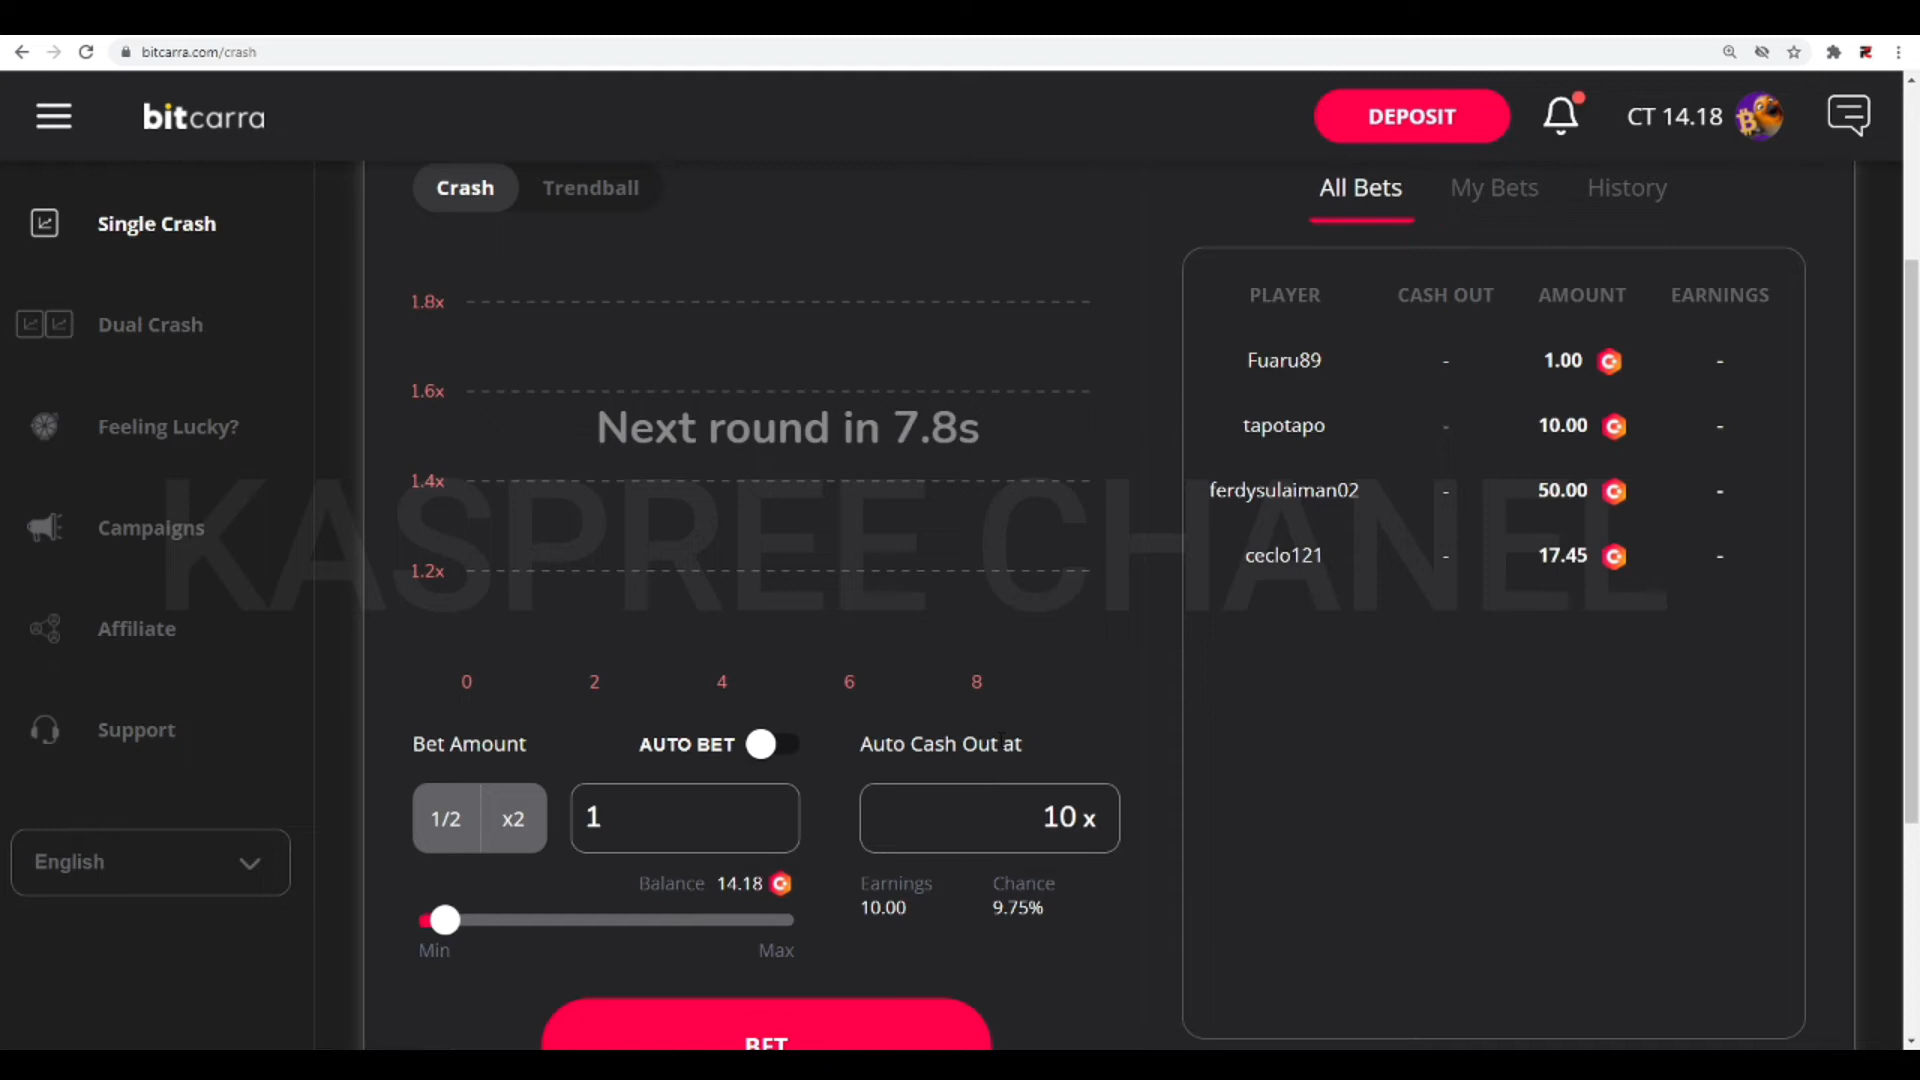 bitcarra.com/crash
bitcarra
DEPOSIT
CT 14.18
Single Crash
Dual Crash
Feeling Lucky?
Campaigns
Affiliate
Support
English
Crash Trendball
1.8x
1.6x
Next round in 7.8s
1.4x
1.2x
0 2 4 6 8
KASPREE CHANEL
Bet Amount AUTO BET Auto Cash Out at
1/2 x2 1 10 x
Balance 14.18 Earnings Chance
10.00 9.75%
Min Max
BET
All Bets My Bets History
PLAYER CASH OUT AMOUNT EARNINGS
Fuaru89 - 1.00 -
tapotapo - 10.00 -
ferdysulaiman02 - 50.00 -
ceclo121 - 17.45 -